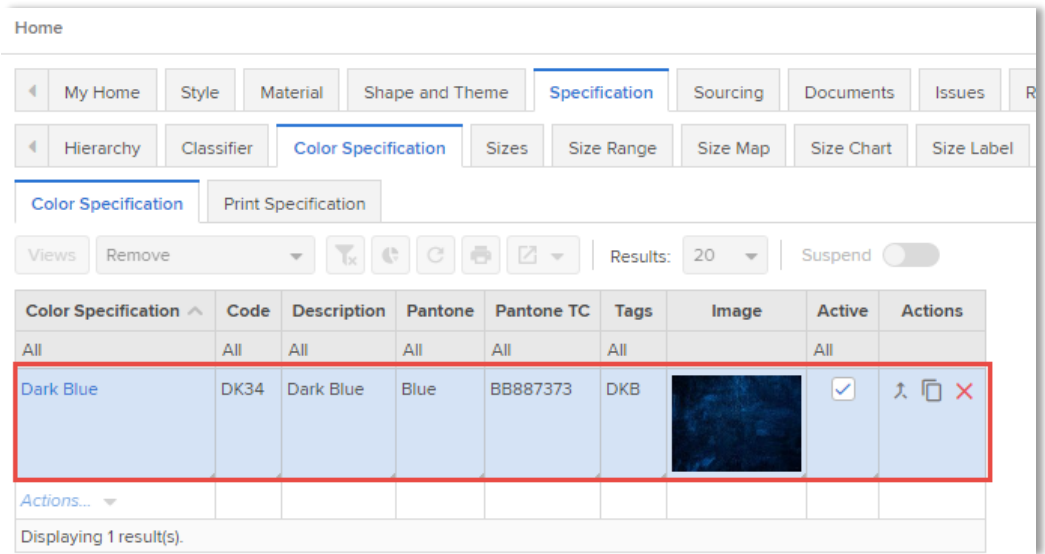 Home
My Home Style Material Shape and Theme Specification Sourcing Documents Issues R
Hierarchy Classifier Color Specification Sizes Size Range Size Map Size Chart Size Label
Color Specification Print Specification
Views Remove Results: 20 Suspend
Color Specification Code Description Pantone Pantone TC Tags Image Active Actions
All All All All All All All
Dark Blue DK34 Dark Blue Blue BB887373 DKB
Actions...
Displaying 1 result(s).